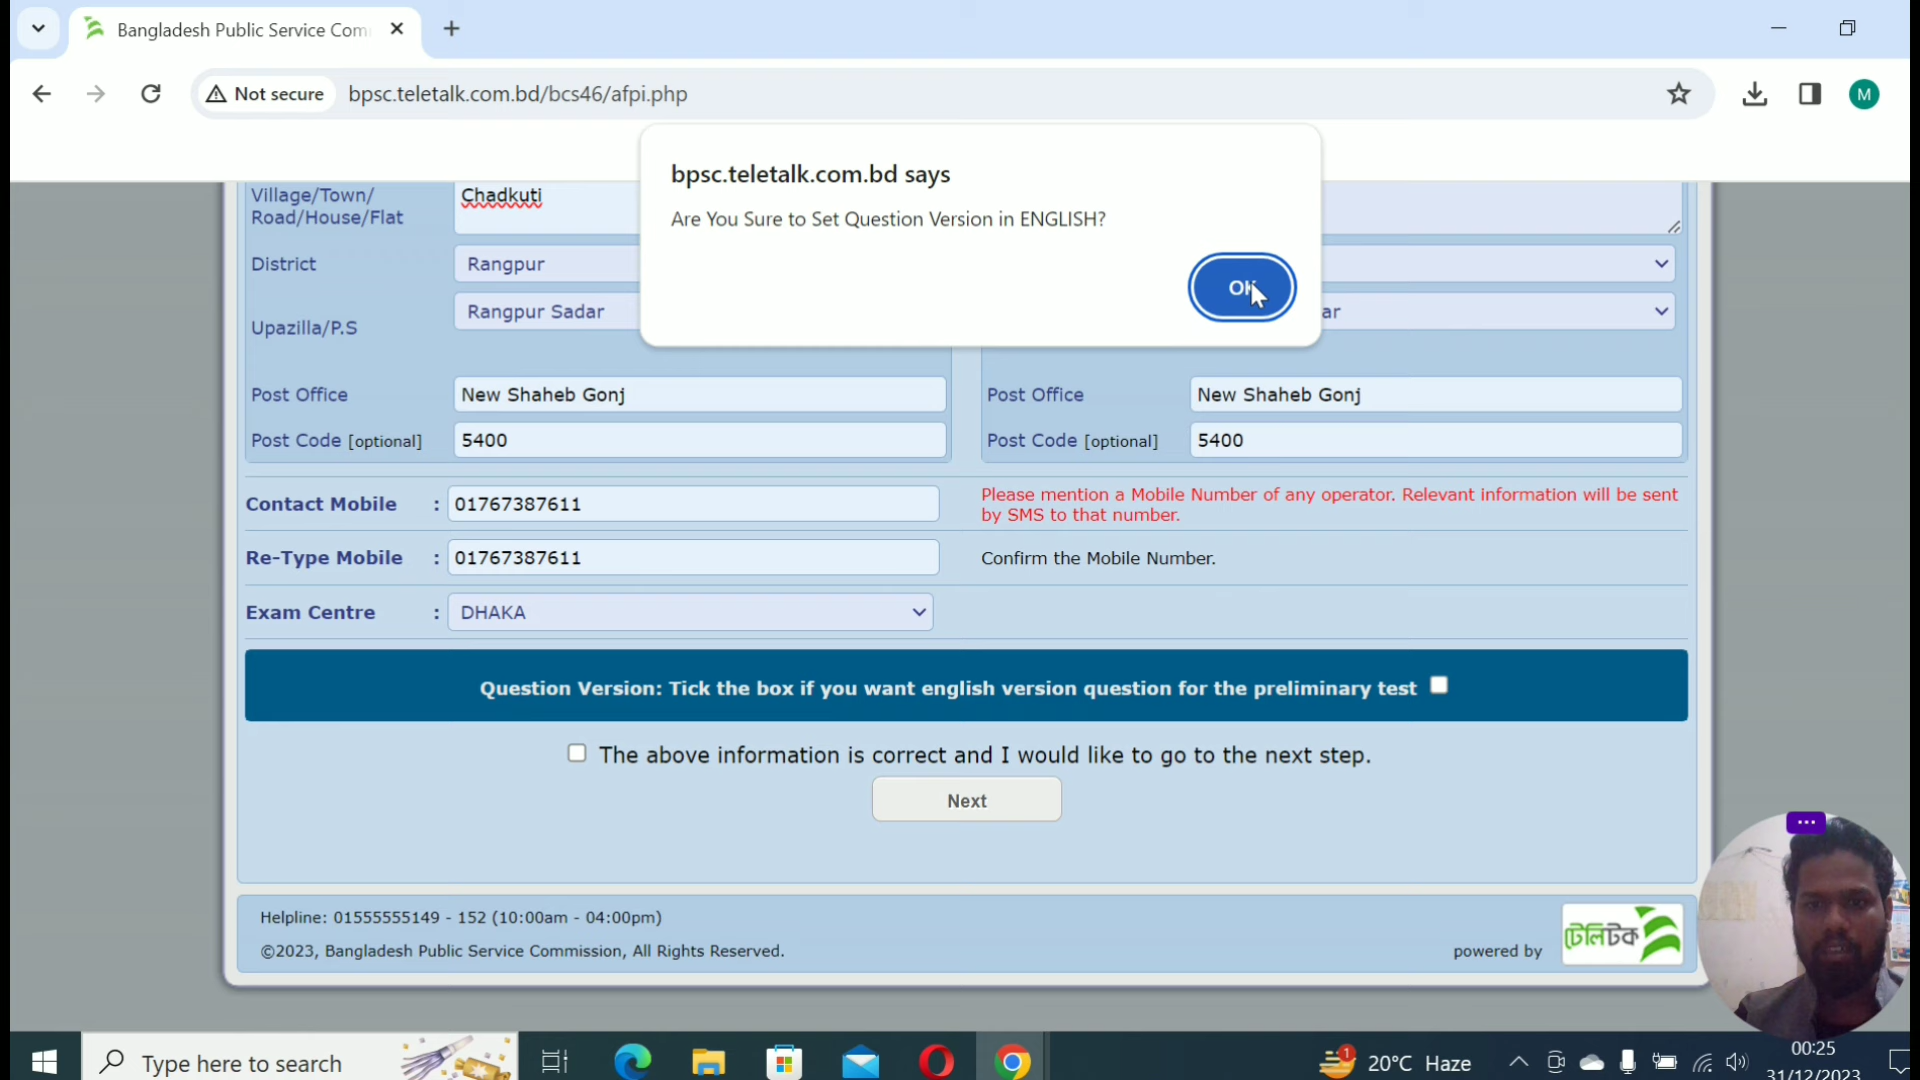 Bangladesh Public Service Com
Not secure
bpsc.teletalk.com.bd/bcs46/afpi.php
M
bpsc.teletalk.com.bd says
Are You Sure to Set Question Version in ENGLISH?
OK
Village/Town/
Road/House/Flat
Chadkuti
District
Rangpur
Upazilla/P.S
Rangpur Sadar
ar
Post Office
New Shaheb Gonj
Post Office
New Shaheb Gonj
Post Code [optional]
5400
Post Code [optional]
5400
Contact Mobile : 01767387611
Please mention a Mobile Number of any operator. Relevant information will be sent
by SMS to that number.
Re-Type Mobile : 01767387611
Confirm the Mobile Number.
Exam Centre : DHAKA
Question Version: Tick the box if you want english version question for the preliminary test
The above information is correct and I would like to go to the next step.
Next
Helpline: 01555555149 - 152 (10:00am - 04:00pm)
©2023, Bangladesh Public Service Commission, All Rights Reserved.
powered by
টেলিটক
Type here to search
1
20°C Haze
00:25
31/12/2023